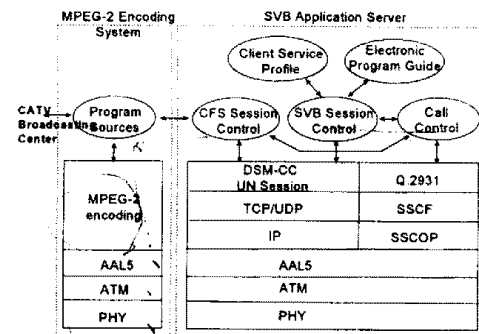 MPEG-2 Encoding
System
SVB Application Server
Client Service
Profile
Electronic
Program Guide
CATV
Broadcasting
Center
Program
Sources
CFS Session
Control
SVB Session
Control
Call
Control
MPEG-2
encoding
AAL5
ATM
PHY
DSM-CC
UN Session
Q.2931
TCP/UDP
SSCF
IP
SSCOP
AAL5
ATM
PHY